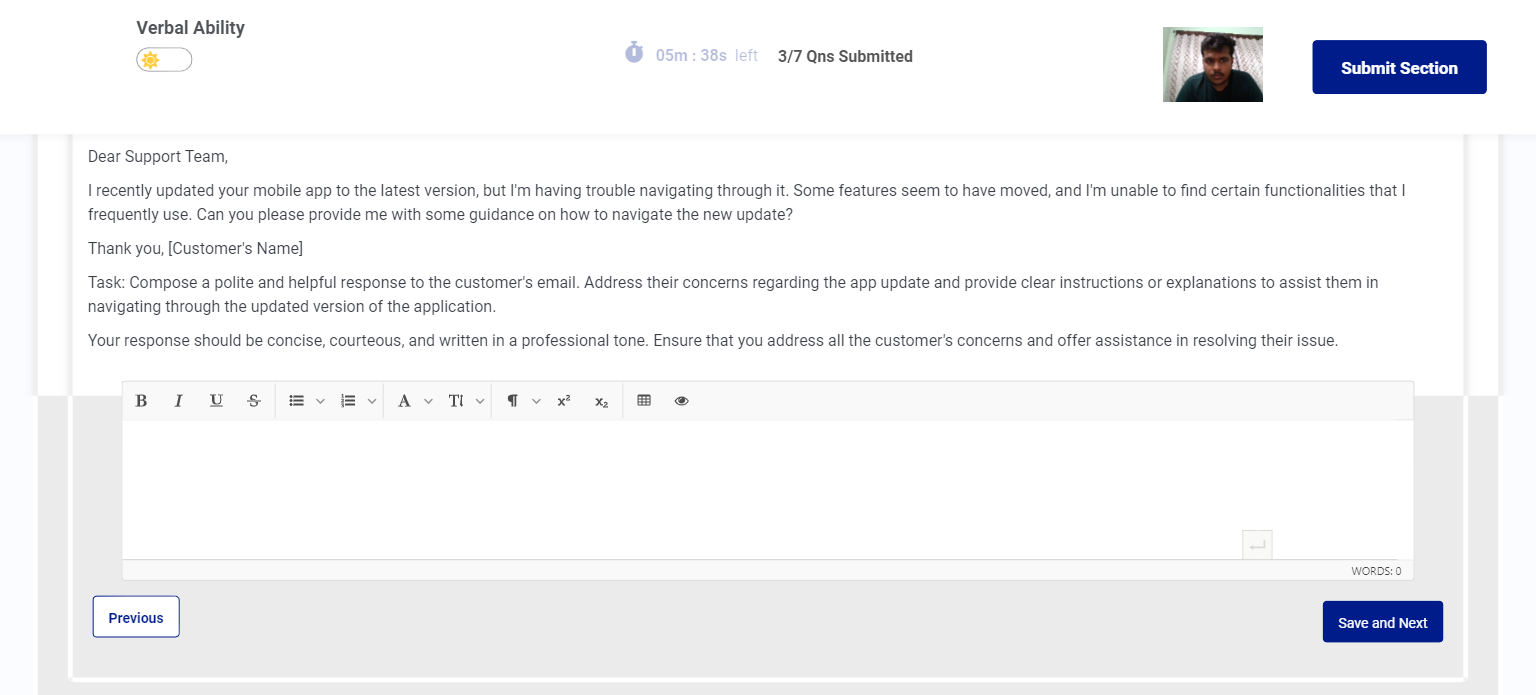 Verbal Ability
05m : 38s left
3/7 Qns Submitted
Submit Section
Dear Support Team,
I recently updated your mobile app to the latest version, but I'm having trouble navigating through it. Some features seem to have moved, and I'm unable to find certain functionalities that I
frequently use. Can you please provide me with some guidance on how to navigate the new update?
Thank you, [Customer's Name]
Task: Compose a polite and helpful response to the customer's email. Address their concerns regarding the app update and provide clear instructions or explanations to assist them in
navigating through the updated version of the application.
Your response should be concise, courteous, and written in a professional tone. Ensure that you address all the customer's concerns and offer assistance in resolving their issue.
B I U S A TI ¶ x² x₂
WORDS: 0
Previous
Save and Next